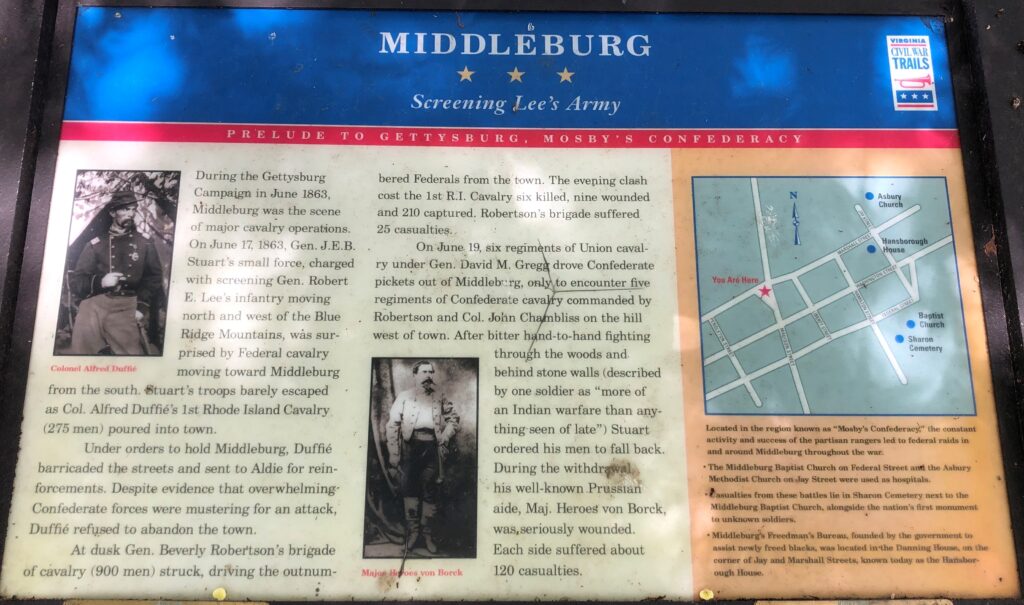 MIDDLEBURG
Screening Lee's Army
VIRGINIA
CIVIL WAR
TRAILS
PRELUDE TO GETTYSBURG, MOSBY'S CONFEDERACY
During the Gettysburg
Campaign in June 1863,
Middleburg was the scene
of major cavalry operations.
On June 17, 1863, Gen. J.E.B.
Stuart's small force, charged
with screening Gen. Robert
E. Lee's infantry moving
north and west of the Blue
Ridge Mountains, was sur-
prised by Federal cavalry
moving toward Middleburg
from the south. Stuart's troops barely escaped
as Col. Alfred Duffié's 1st Rhode Island Cavalry
(275 men) poured into town.
Under orders to hold Middleburg, Duffié
barricaded the streets and sent to Aldie for rein-
forcements. Despite evidence that overwhelming
Confederate forces were mustering for an attack,
Duffié refused to abandon the town.
At dusk Gen. Beverly Robertson's brigade
of cavalry (900 men) struck, driving the outnum-
Colonel Alfred Duffié
bered Federals from the town. The evening clash
cost the 1st R.I. Cavalry six killed, nine wounded
and 210 captured. Robertson's brigade suffered
25 casualties.
On June 19, six regiments of Union caval-
ry under Gen. David M. Gregg drove Confederate
pickets out of Middleburg, only to encounter five
regiments of Confederate cavalry commanded by
Robertson and Col. John Chambliss on the hill
west of town. After bitter hand-to-hand fighting
through the woods and
behind stone walls (described
by one soldier as "more of
an Indian warfare than any-
thing seen of late") Stuart
ordered his men to fall back.
During the withdrawal,
his well-known Prussian
aide, Maj. Heros von Borck,
was seriously wounded.
Each side suffered about
120 casualties.
Major Heroes von Borck
N
Asbury
Church
Hansborough
House
You Are Here
Baptist
Church
Sharon
Cemetery
Located in the region known as "Mosby's Confederacy," the constant
activity and success of the partisan rangers led to federal raids in
and around Middleburg throughout the war.
• The Middleburg Baptist Church on Federal Street and the Asbury
Methodist Church on Jay Street were used as hospitals.
• Casualties from these battles lie in Sharon Cemetery next to the
Middleburg Baptist Church, alongside the nation's first monument
to unknown soldiers.
• Middleburg's Freedman's Bureau, founded by the government to
assist newly freed blacks, was located in the Danning House, on the
corner of Jay and Marshall Streets, known today as the Hansbor-
ough House.